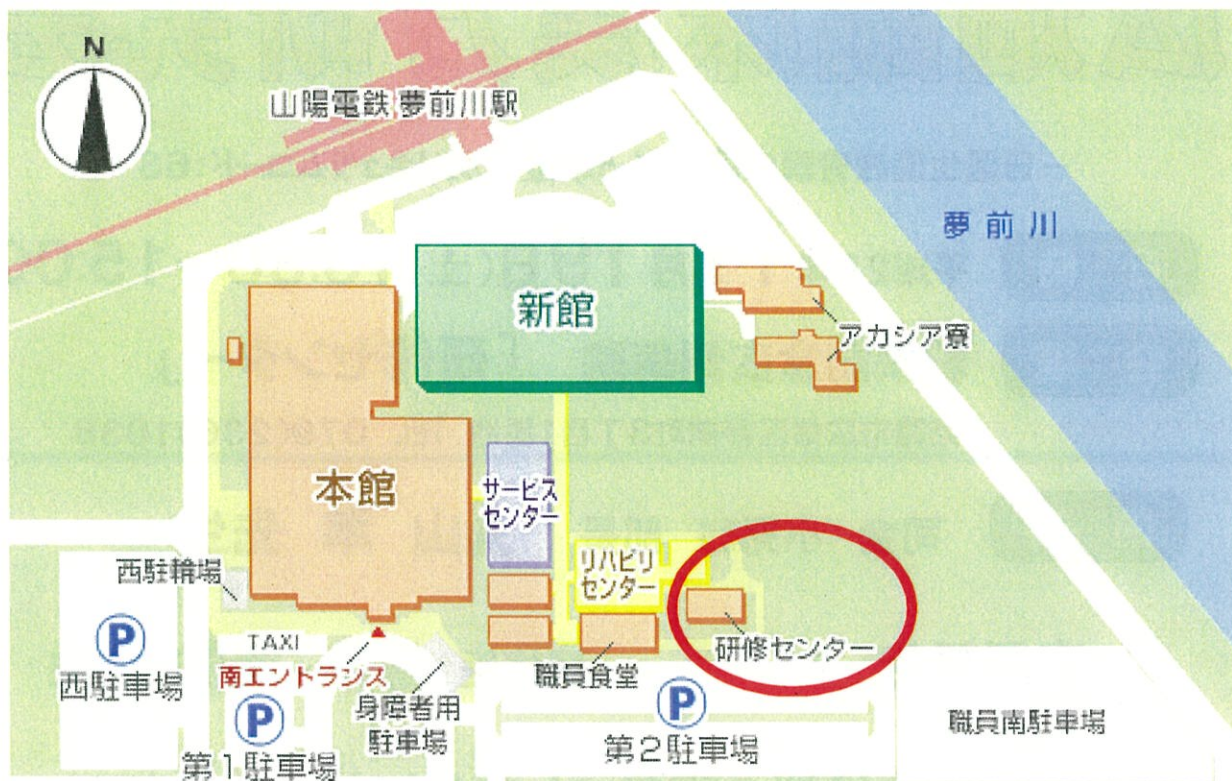 N
山陽電鉄 夢前川駅
夢前川
新館
アカシア寮
本館
サービス
センター
リハビリ
センター
西駐輪場
研修センター
TAXI
P
西駐車場
南エントランス
職員食堂
P
身障者用
駐車場
P
第1駐車場
第2駐車場
職員南駐車場